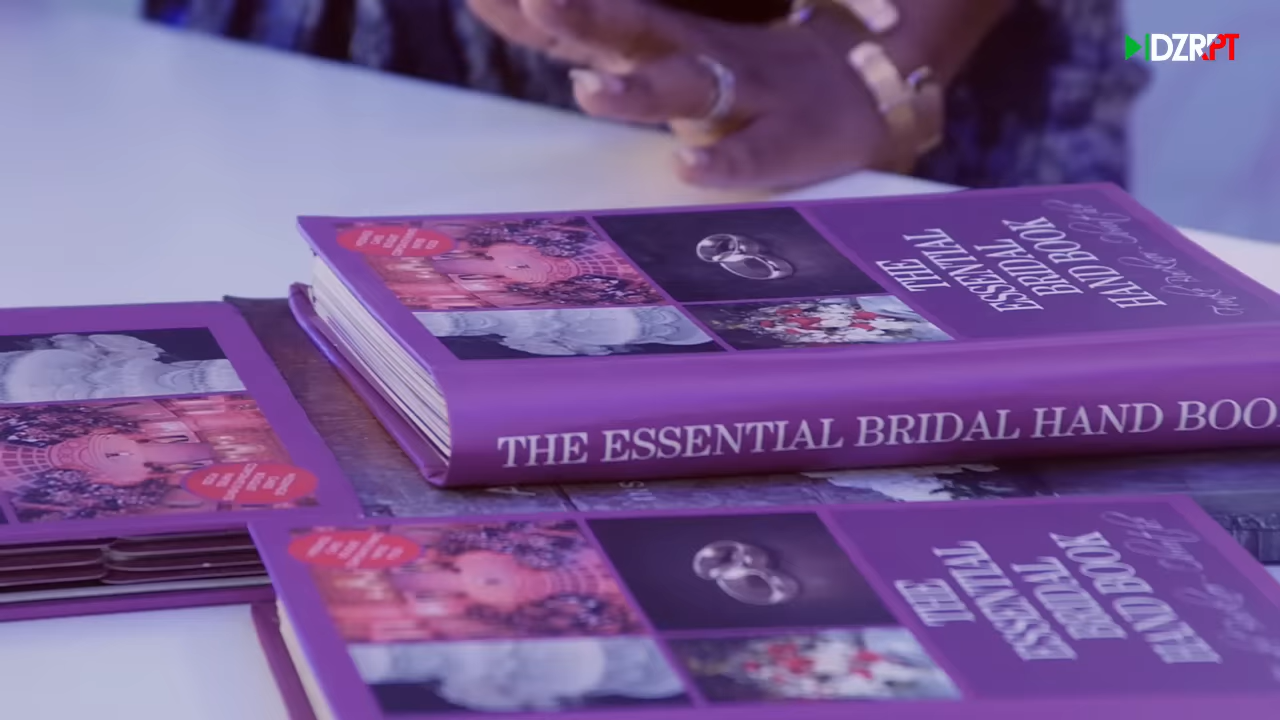 DZRPT
THE
ESSENTIAL
BRIDAL
HAND BOOK
THE ESSENTIAL BRIDAL HAND BOO
THE
ESSENTIAL
BRIDAL
HAND BOOK